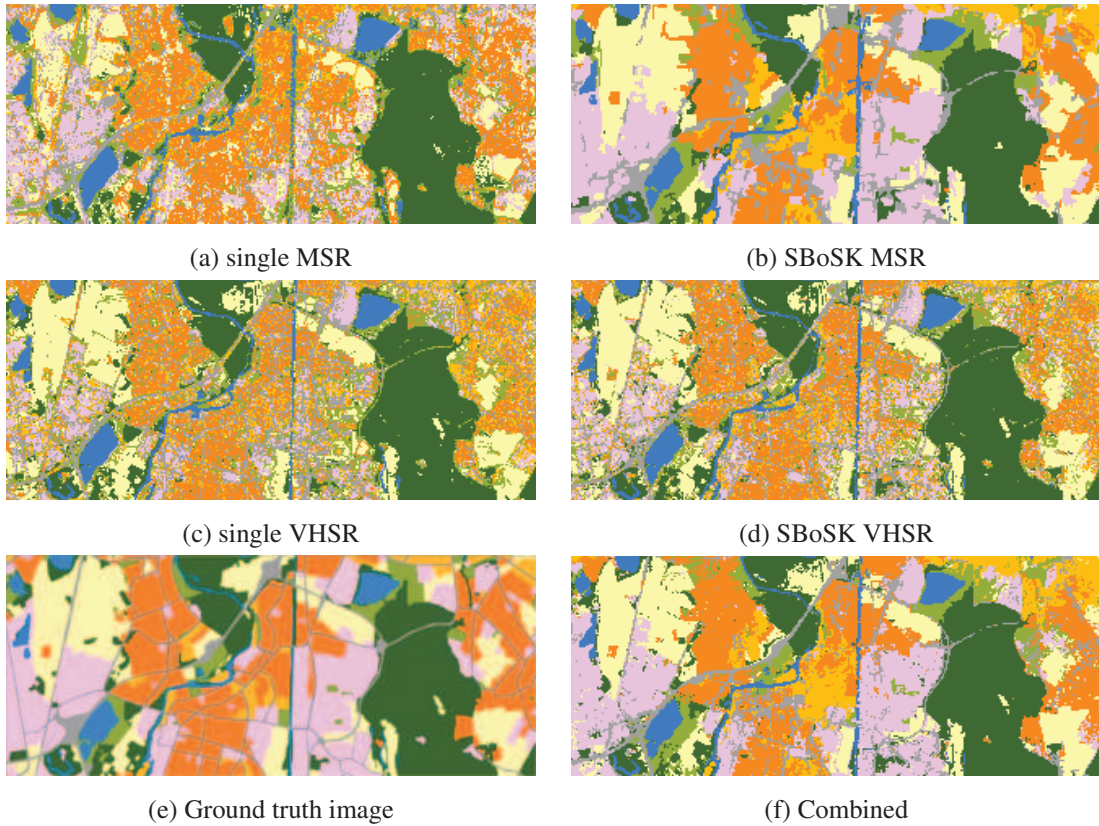 (a) single MSR
(b) SBoSK MSR
(c) single VHSR
(d) SBoSK VHSR
(e) Ground truth image
(f) Combined